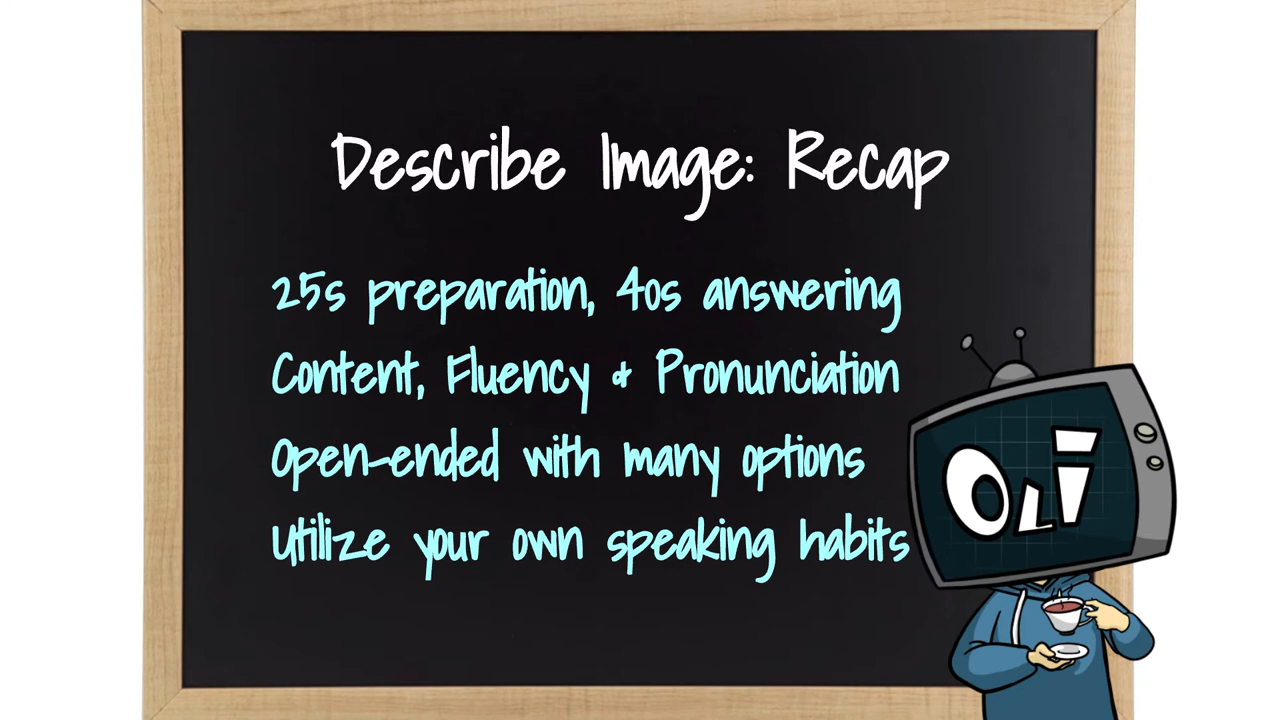 Describe Image: Recap
25s preparation, 40s answering
Content, Fluency & Pronunciation
Open-ended with many options
Utilize your own speaking habits
OLI